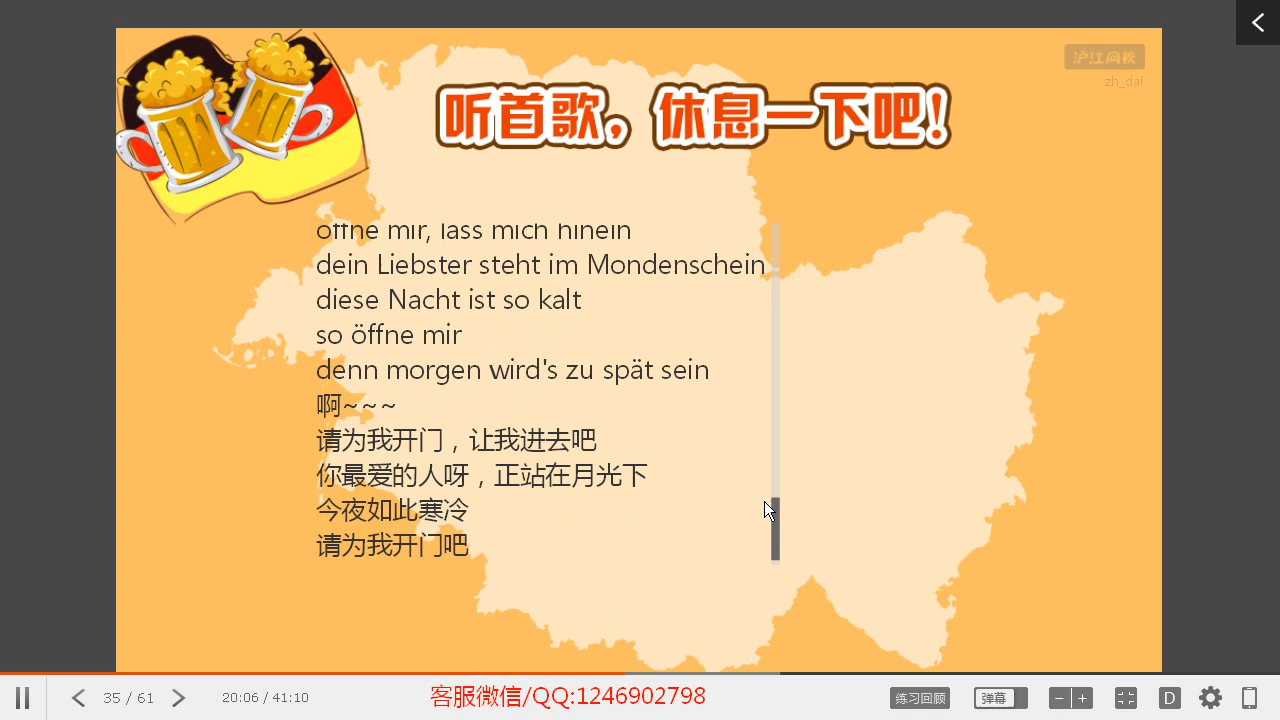 沪江网校
zh_dai
听首歌，休息一下吧！
öffne mir, lass mich hinein
dein Liebster steht im Mondenschein
diese Nacht ist so kalt
so öffne mir
denn morgen wird's zu spät sein
啊~~~
请为我开门，让我进去吧
你最爱的人呀，正站在月光下
今夜如此寒冷
请为我开门吧
35 / 61
20:06 / 41:10
客服微信/QQ:1246902798
练习回顾
弹幕
D